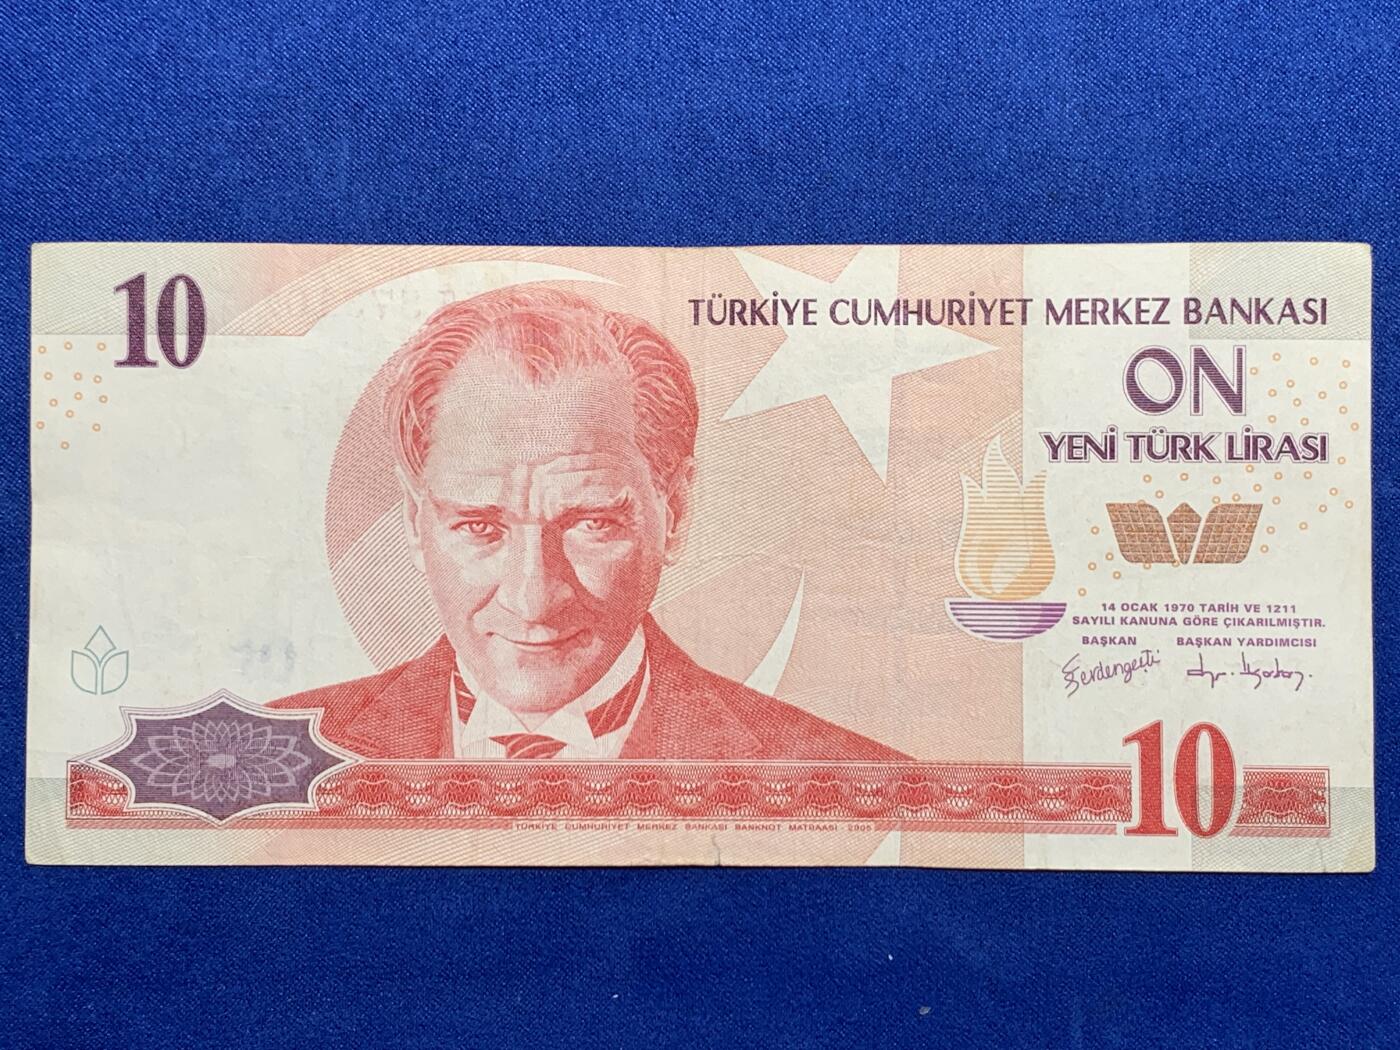 10
TÜRKİYE CUMHURİYET MERKEZ BANKASI
ON
YENİ TÜRK LİRASI
14 OCAK 1970 TARİH VE 1211
SAYILI KANUNA GÖRE ÇIKARILMIŞTIR.
BAŞKAN BAŞKAN YARDIMCISI
10
TÜRKİYE CUMHURİYET MERKEZ BANKASI BANKNOT MATBAASI - 2005